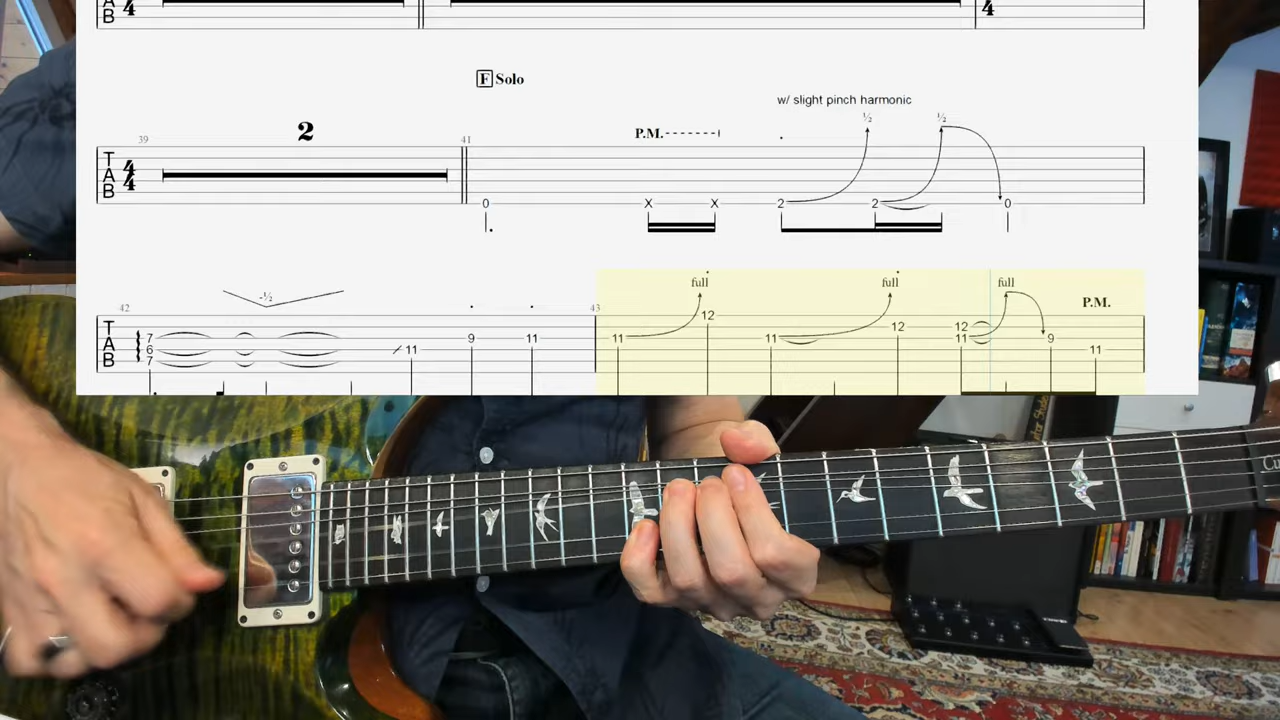 A
B
4
4
F Solo
w/ slight pinch harmonic
½ ½
2
P.M.
39 41
T
A
B
4
4
0 X X 2 2 0
-½
full full full
42 43
P.M.
T
A
B
7
6
7
11 9 11
11 12 11 12 12
11 9 11
Cu